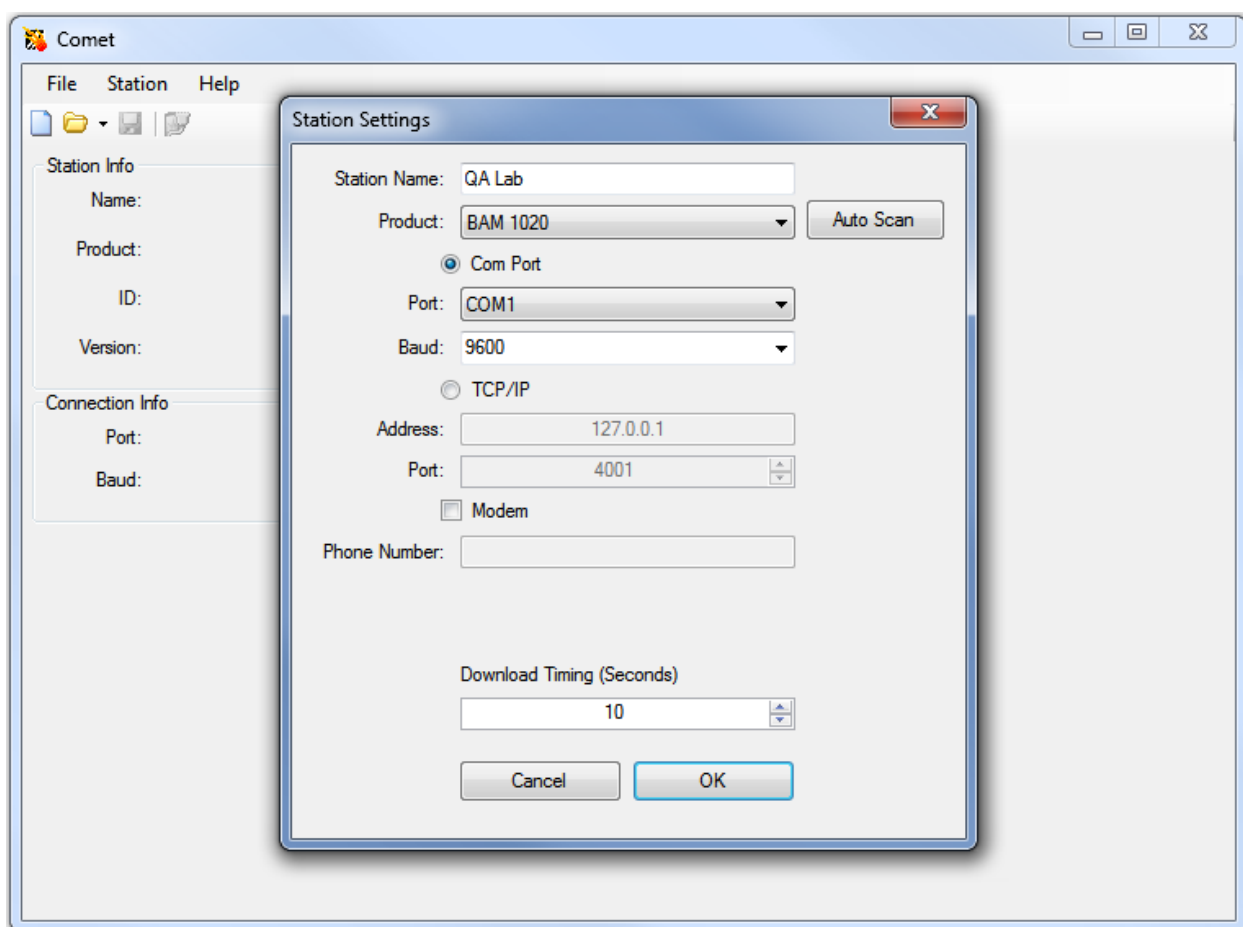 Comet
File Station Help
Station Info
Name:
Product:
ID:
Version:
Connection Info
Port:
Baud:
Station Settings
Station Name: QA Lab
Product: BAM 1020 Auto Scan
Com Port
Port: COM1
Baud: 9600
TCP/IP
Address: 127.0.0.1
Port: 4001
Modem
Phone Number:
Download Timing (Seconds)
10
Cancel OK